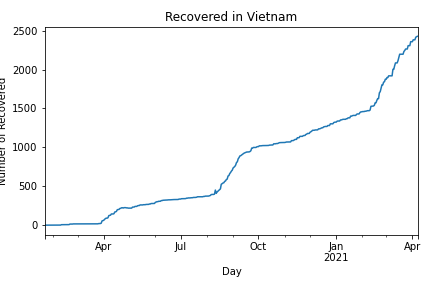 Recovered in Vietnam
2500
2000
1500
1000
500
0
Number of Recovered
Apr
Jul
Oct
Jan
2021
Apr
Day